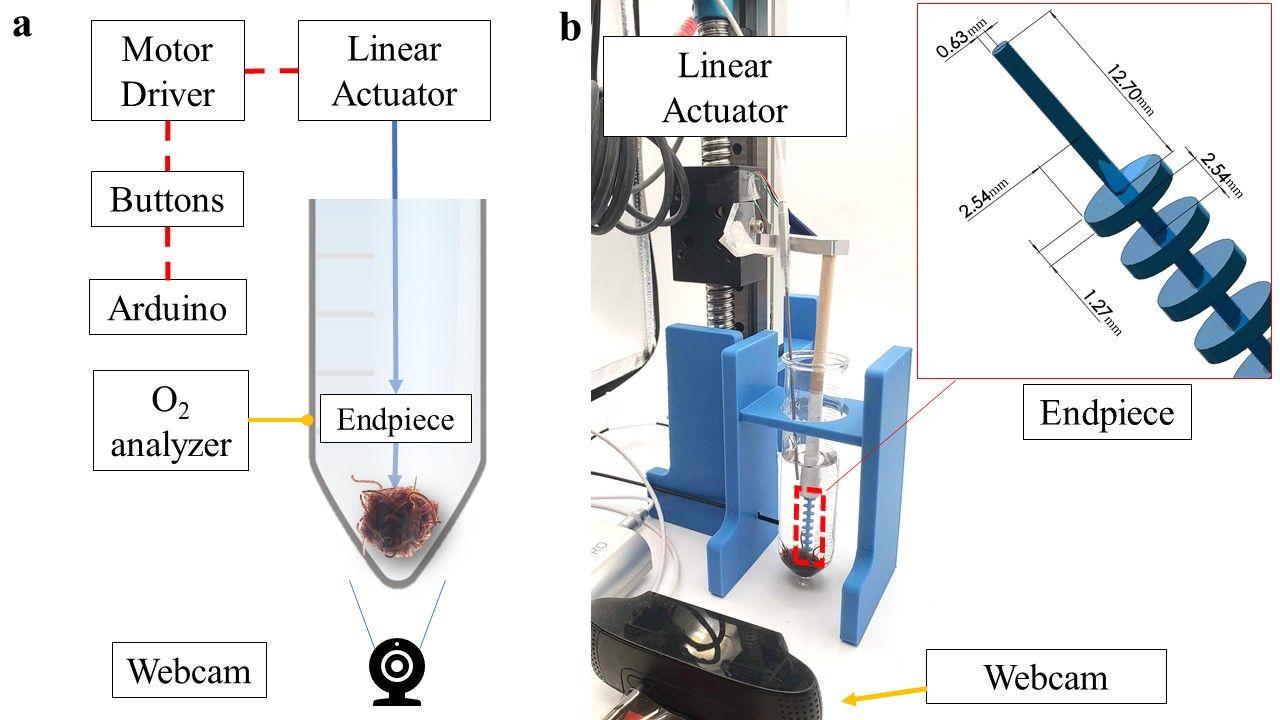 a
Motor
Driver
Linear
Actuator
Buttons
Arduino
O₂
analyzer
Endpiece
Webcam
b
Linear
Actuator
0.63mm
12.70mm
2.54mm
2.54mm
1.27mm
Endpiece
Webcam